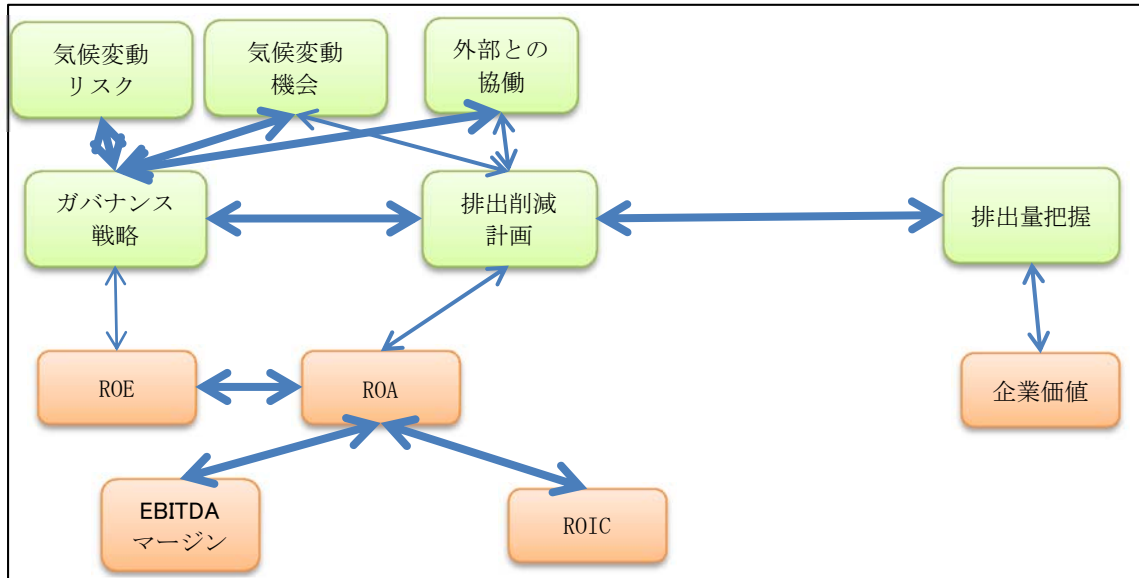 気候変動
リスク
気候変動
機会
外部との
協働
ガバナンス
戦略
排出削減
計画
排出量把握
ROE
ROA
企業価値
EBITDA
マージン
ROIC